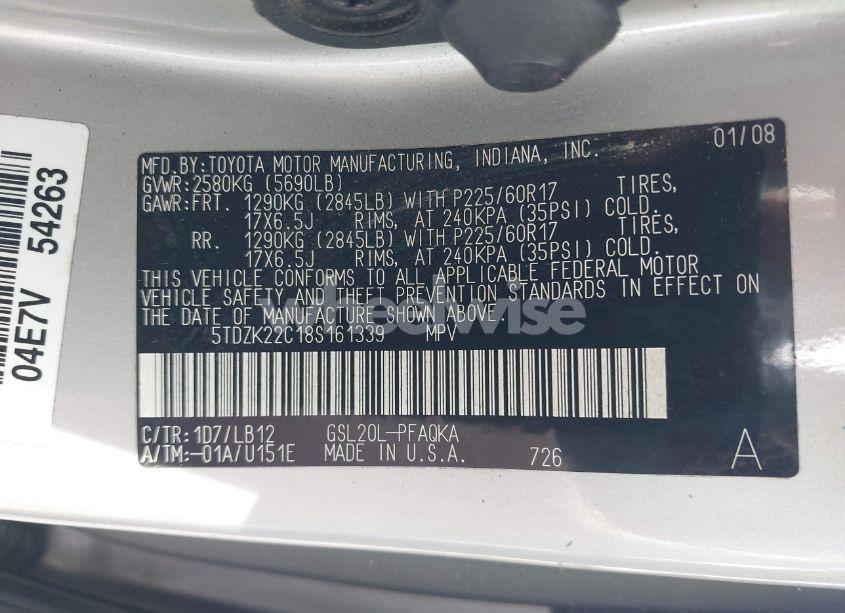 MFD.BY:TOYOTA MOTOR MANUFACTURING, INDIANA, INC. 01/08
GVWR:2580KG (5690LB)
GAWR:FRT. 1290KG (2845LB) WITH P225/60R17 TIRES,
17X6.5J RIMS, AT 240KPA (35PSI) COLD.
RR. 1290KG (2845LB) WITH P225/60R17 TIRES,
17X6.5J RIMS, AT 240KPA (35PSI) COLD.
THIS VEHICLE CONFORMS TO ALL APPLICABLE FEDERAL MOTOR
VEHICLE SAFETY AND THEFT PREVENTION STANDARDS IN EFFECT ON
THE DATE OF MANUFACTURE SHOWN ABOVE.
5TDZK22C18S161339 MPV
C/TR:1D7/LB12 GSL20L-PFAQKA
A/TM:-01A/U151E MADE IN U.S.A. 726 A
04E7V 54263
wheelwise